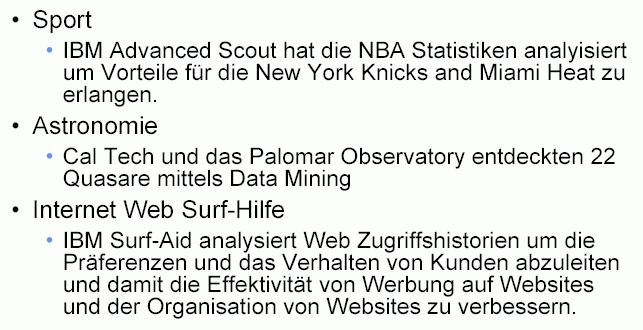 • Sport
• IBM Advanced Scout hat die NBA Statistiken analyisiert
um Vorteile für die New York Knicks and Miami Heat zu
erlangen.
• Astronomie
• Cal Tech und das Palomar Observatory entdeckten 22
Quasare mittels Data Mining
• Internet Web Surf-Hilfe
• IBM Surf-Aid analysiert Web Zugriffshistorien um die
Präferenzen und das Verhalten von Kunden abzuleiten
und damit die Effektivität von Werbung auf Websites
und der Organisation von Websites zu verbessern.